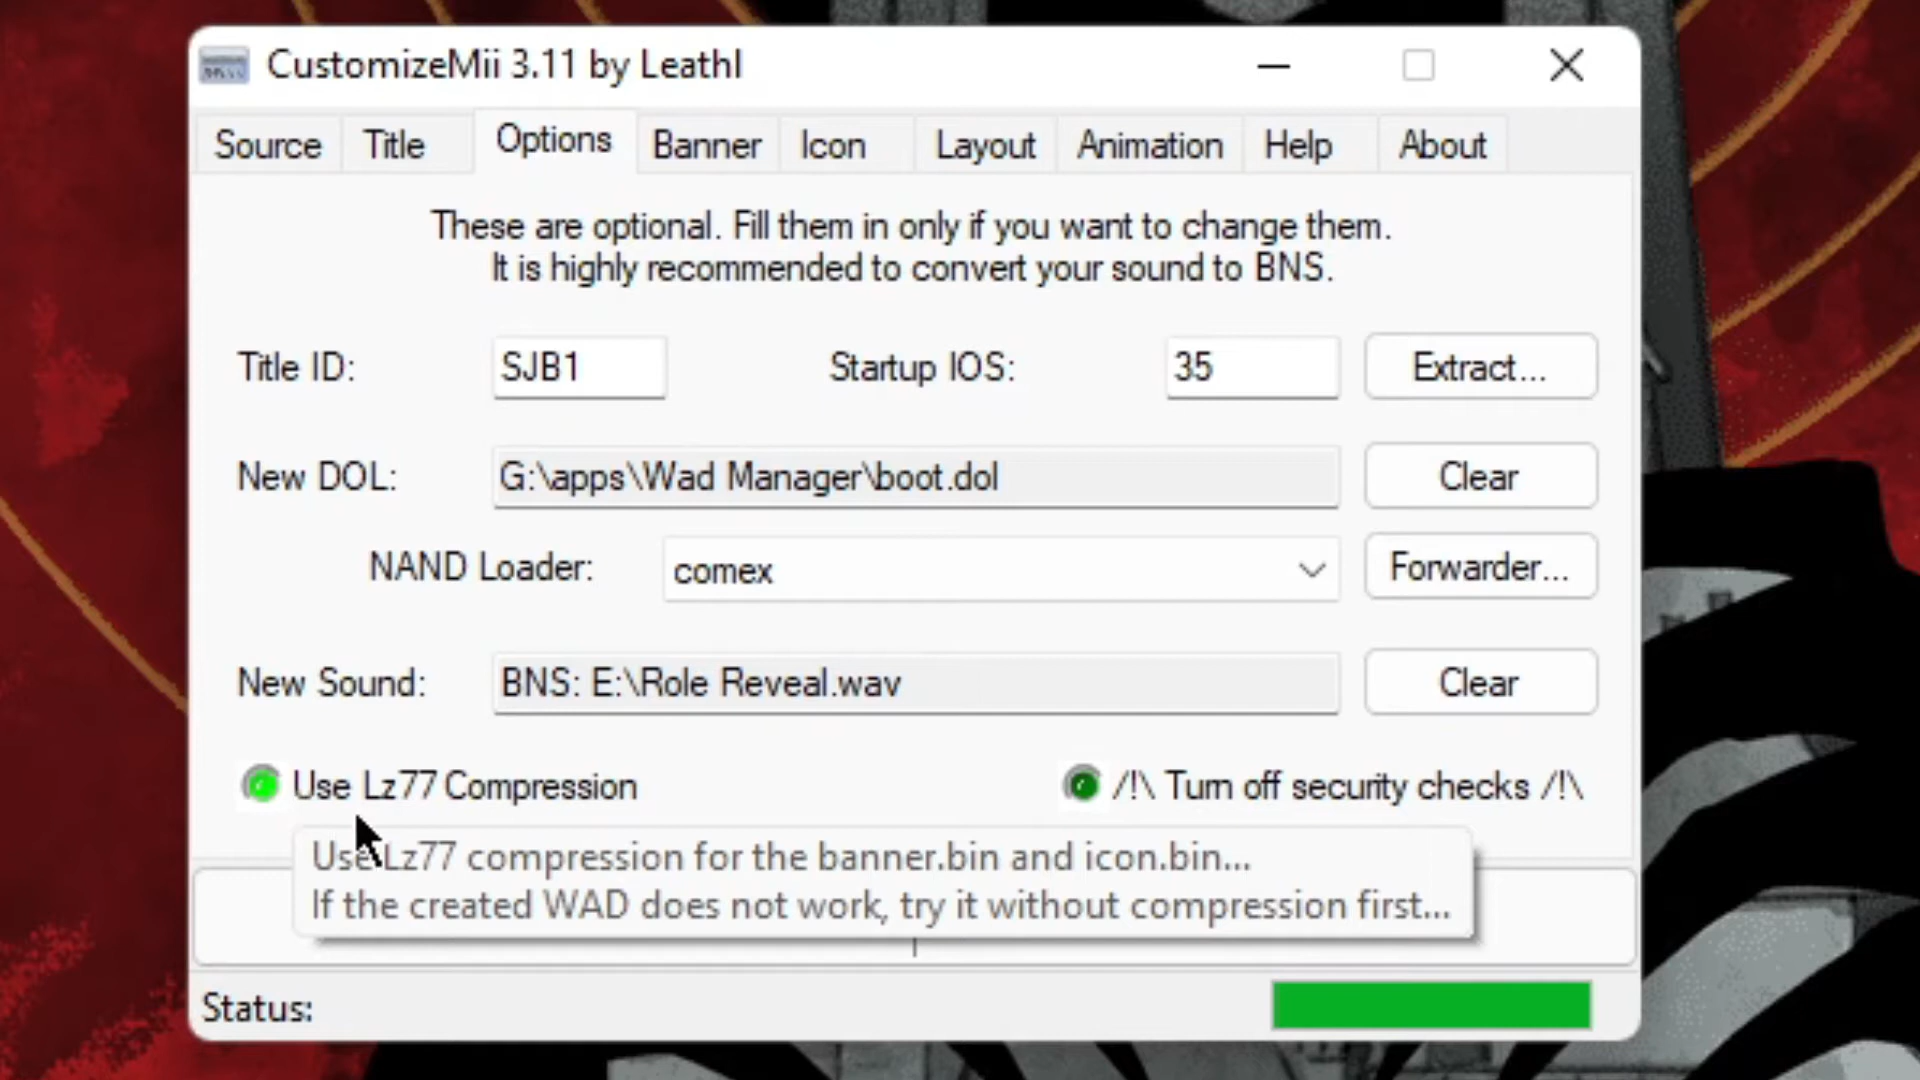 CustomizeMii 3.11 by Leathl
Source Title Options Banner Icon Layout Animation Help About
These are optional. Fill them in only if you want to change them.
It is highly recommended to convert your sound to BNS.
Title ID: SJB1 Startup IOS: 35 Extract...
New DOL: G:\apps\Wad Manager\boot.dol Clear
NAND Loader: comex Forwarder...
New Sound: BNS: E:\Role Reveal.wav Clear
Use Lz77 Compression /!\ Turn off security checks /!\
Use Lz77 compression for the banner.bin and icon.bin...
If the created WAD does not work, try it without compression first...
Status: